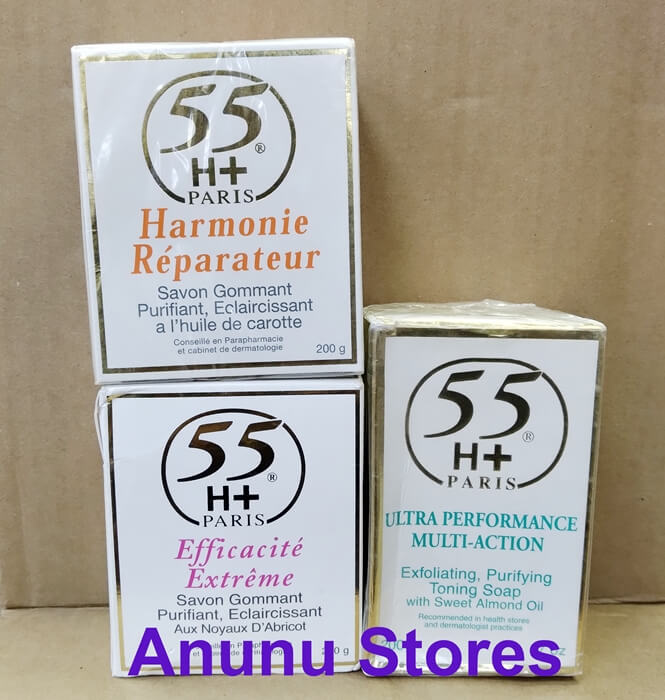 55
H+
PARIS
Harmonie
Réparateur
Savon Gommant
Purifiant, Eclaircissant
a l'huile de carotte
Conseillé en Parapharmacie
et cabinet de dermatologie
200 g
55
H+
PARIS
Efficacité
Extrême
Savon Gommant
Purifiant, Eclaircissant
Aux Noyaux D'Abricot
200 g
55
H+
PARIS
ULTRA PERFORMANCE
MULTI-ACTION
Exfoliating, Purifying
Toning Soap
with Sweet Almond Oil
Recommended in health stores
and dermatologist practices
Anunu Stores